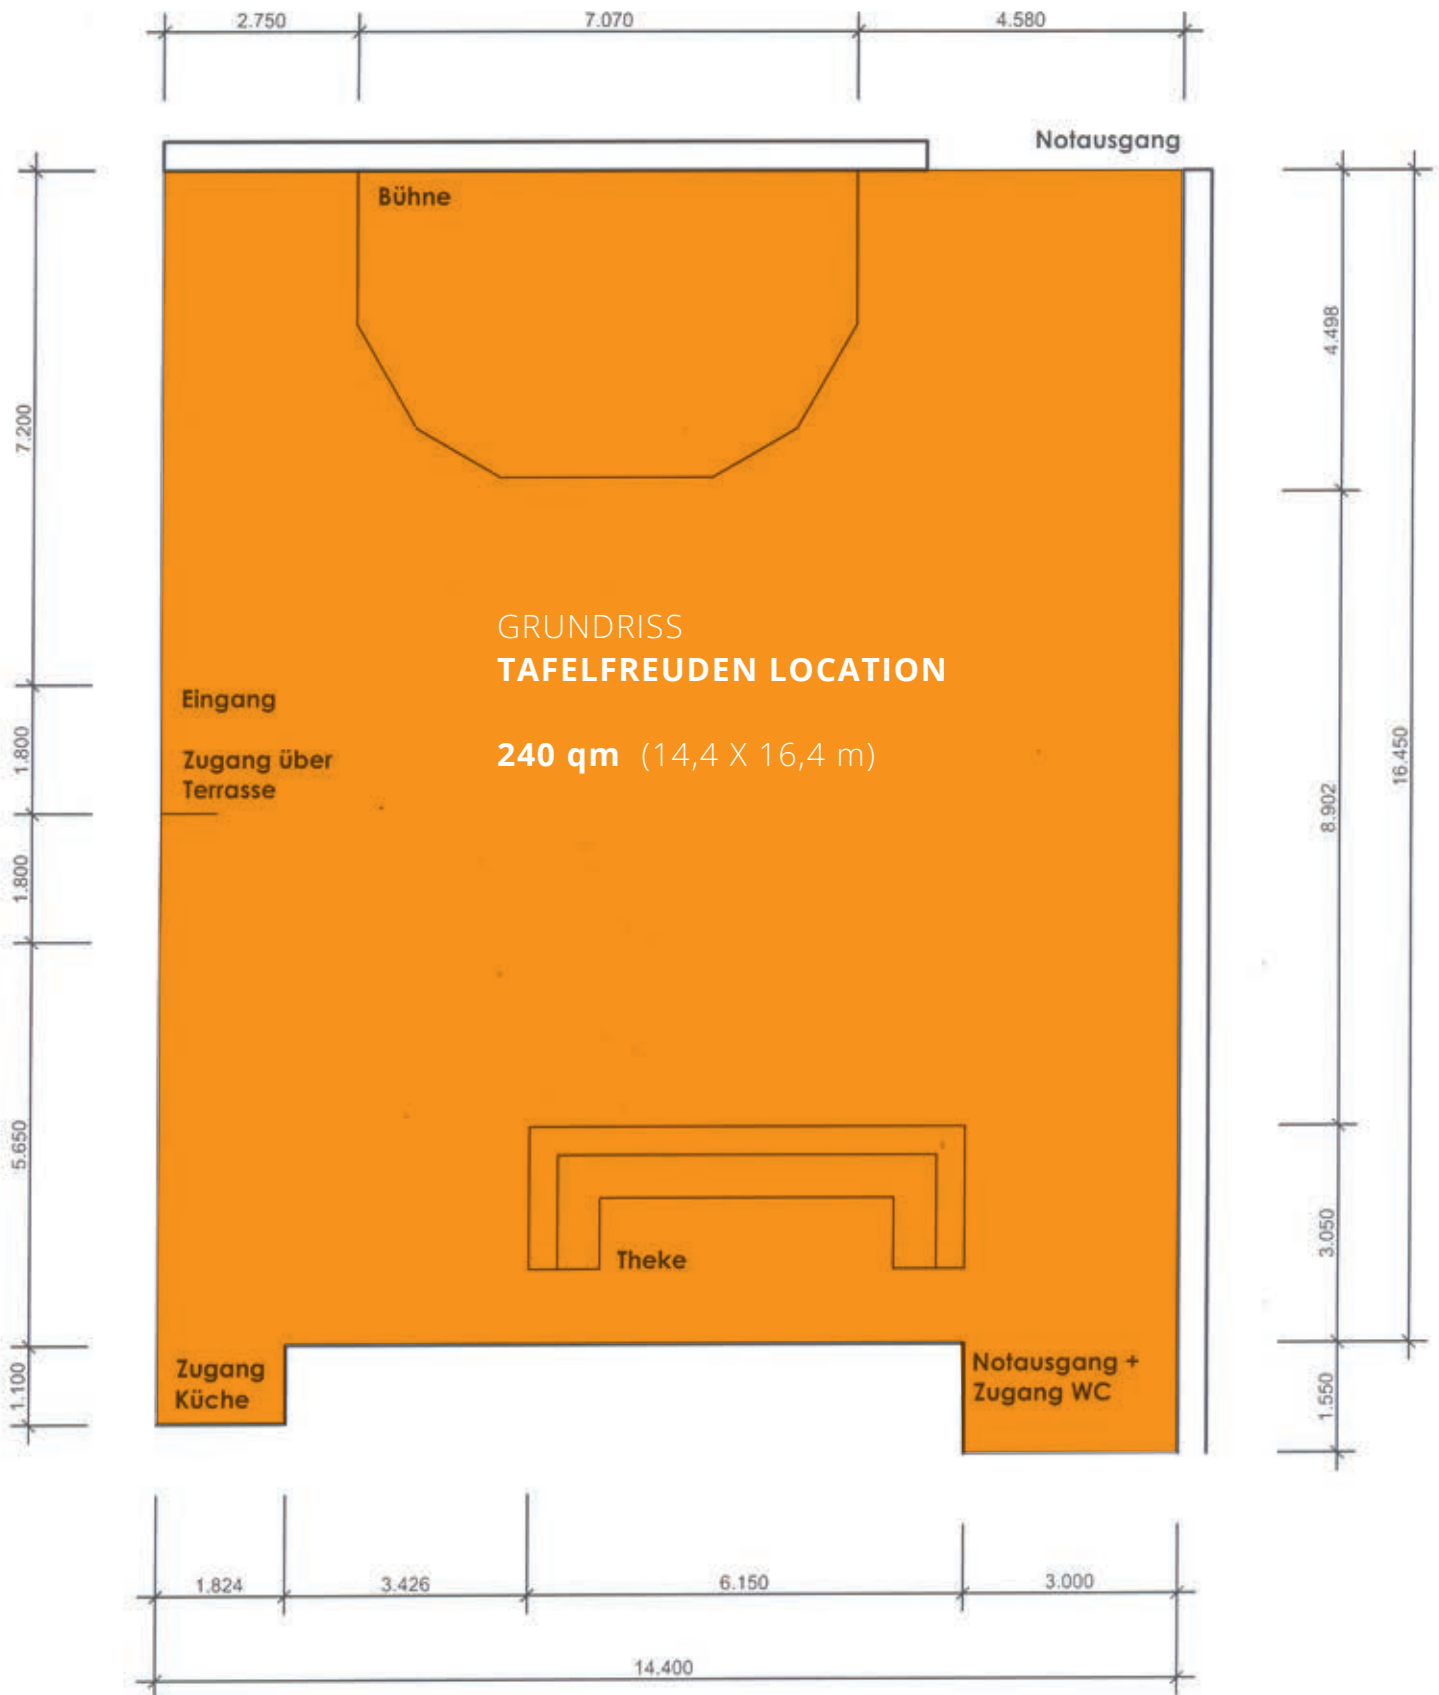 2.750
7.070
4.580
Notausgang
Bühne
4.498
7.200
GRUNDRISS
TAFELFREUDEN LOCATION
Eingang
240 qm (14,4 X 16,4 m)
Zugang über
Terrasse
1.800
16.450
8.902
1.800
5.650
3.050
Theke
Zugang
Küche
Notausgang +
Zugang WC
1.100
1.550
1.824
3.426
6.150
3.000
14.400